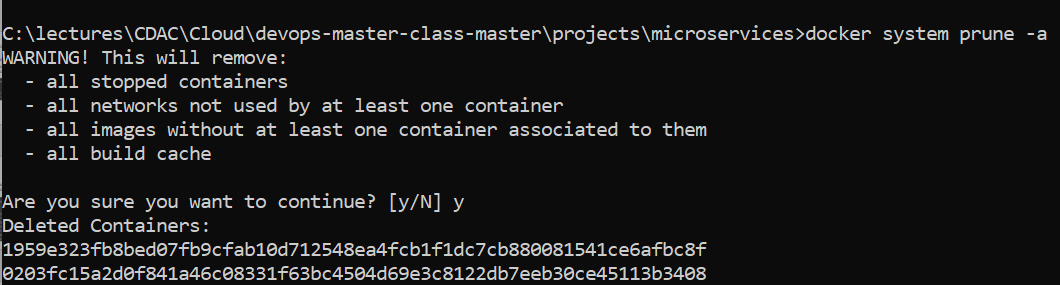 C:\lectures\CDAC\Cloud\devops-master-class-master\projects\microservices>docker system prune -a
WARNING! This will remove:
  - all stopped containers
  - all networks not used by at least one container
  - all images without at least one container associated to them
  - all build cache

Are you sure you want to continue? [y/N] y
Deleted Containers:
1959e323fb8bed07fb9cfab10d712548ea4fcb1f1dc7cb880081541ce6afbc8f
0203fc15a2d0f841a46c08331f63bc4504d69e3c8122db7eeb30ce45113b3408